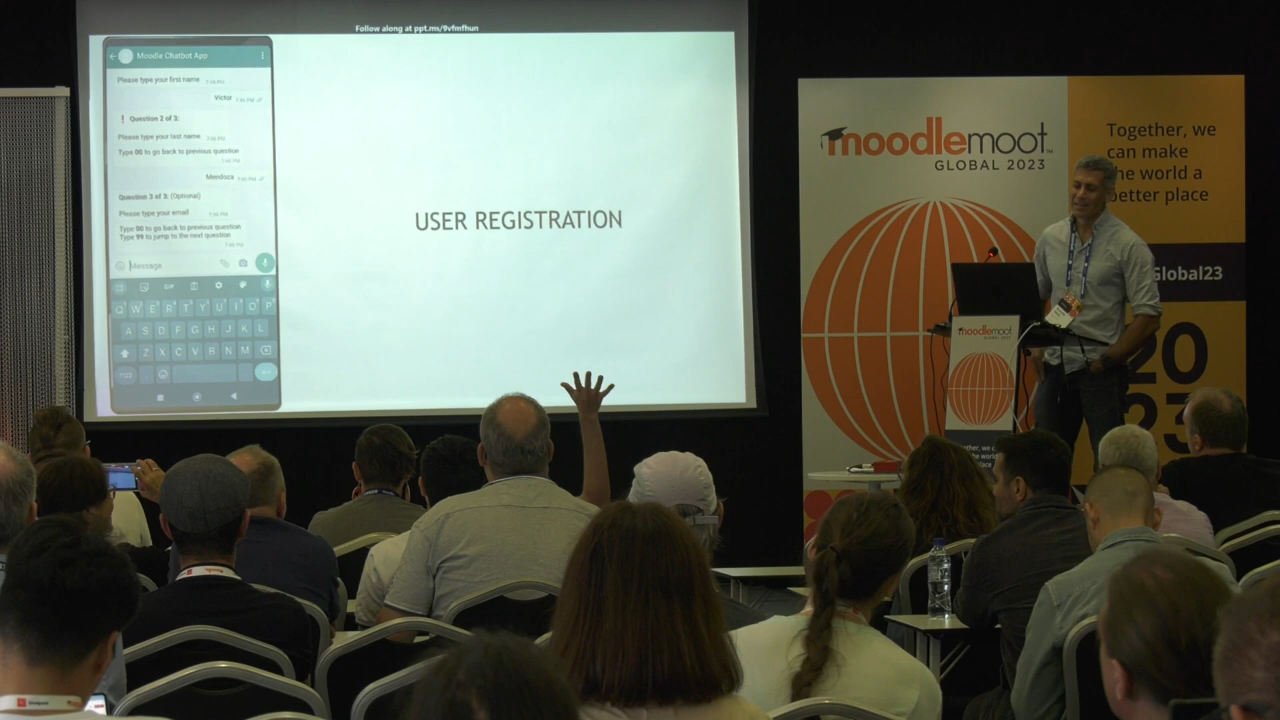 Follow along at ppt.ms/9vfmfhun
Moodle Chatbot App
Please type your first name
Victor
! Question 2 of 3:
Please type your last name
Type 00 to go back to previous question
Mendoza
Question 3 of 3: (Optional)
Please type your email
Type 00 to go back to previous question
Type 99 to jump to the next question
Message
GIF
Q W E R T Y U I O P
A S D F G H J K L
Z X C V B N M
USER REGISTRATION
moodlemoot
GLOBAL 2023
Together, we
can make
he world a
better place
Global23
20
23
moodlemoot